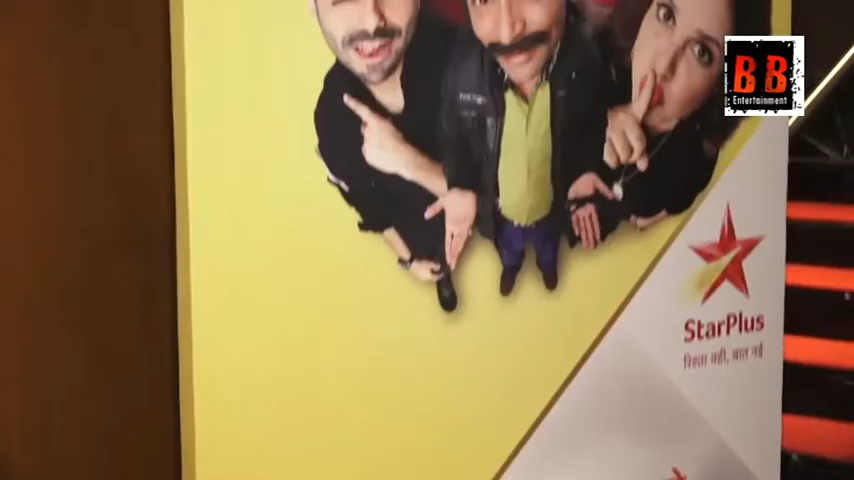 BB
Entertainment
StarPlus
रिश्ता वही, बात नई